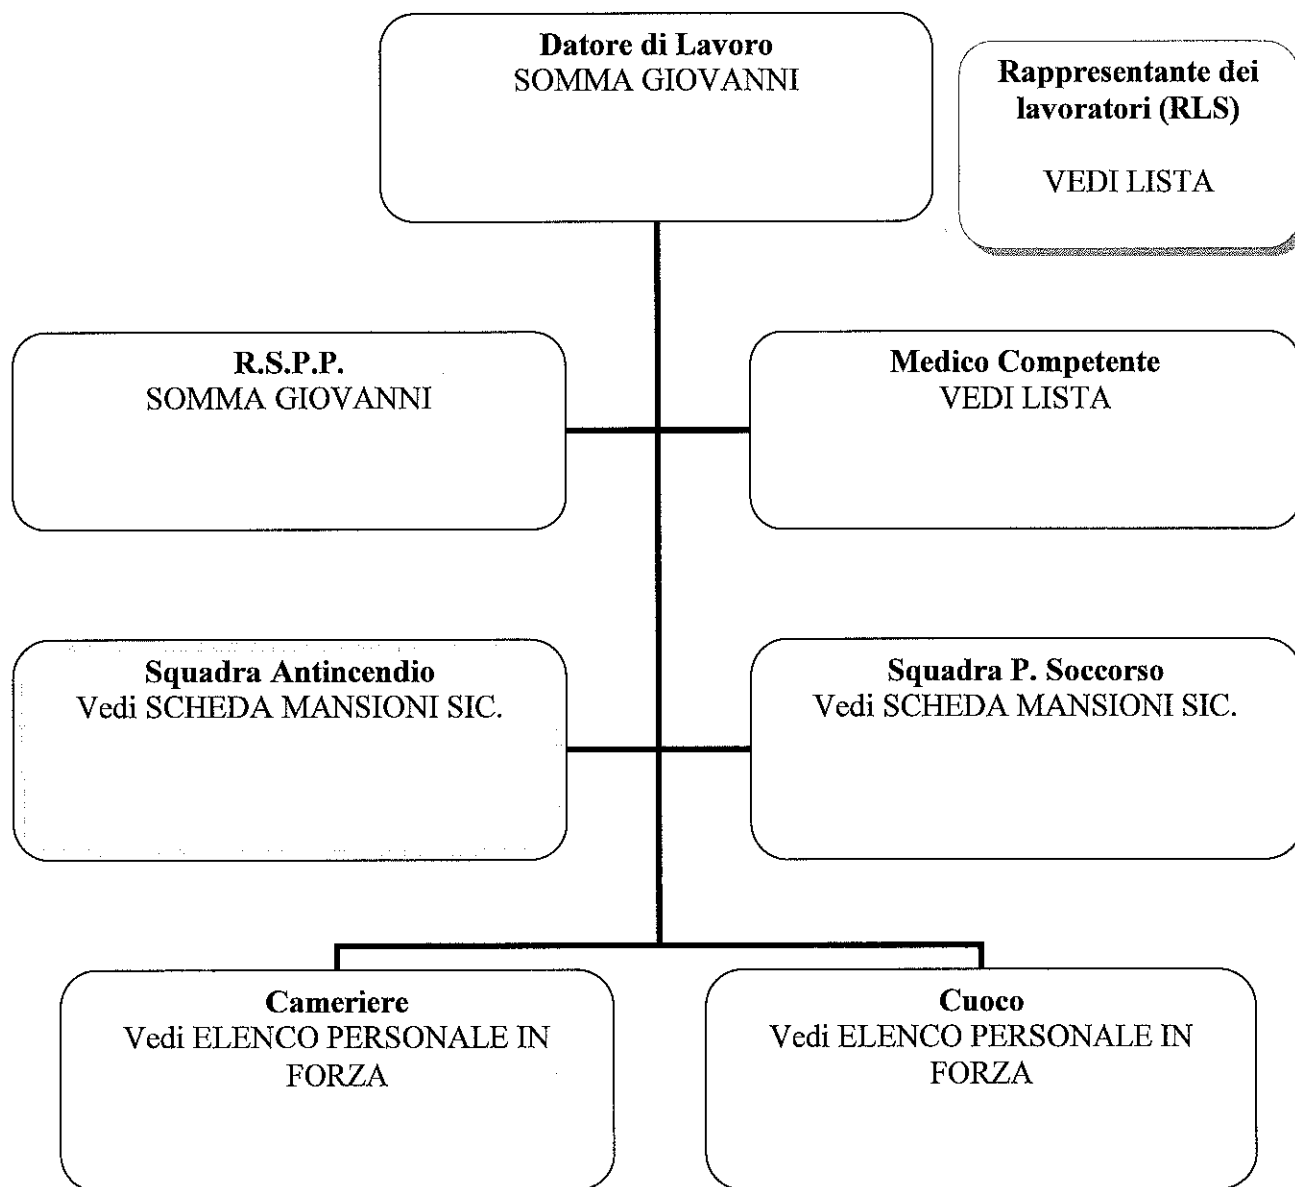 Datore di Lavoro
SOMMA GIOVANNI
Rappresentante dei
lavoratori (RLS)
VEDI LISTA
R.S.P.P.
SOMMA GIOVANNI
Medico Competente
VEDI LISTA
Squadra Antincendio
Vedi SCHEDA MANSIONI SIC.
Squadra P. Soccorso
Vedi SCHEDA MANSIONI SIC.
Cameriere
Vedi ELENCO PERSONALE IN
FORZA
Cuoco
Vedi ELENCO PERSONALE IN
FORZA